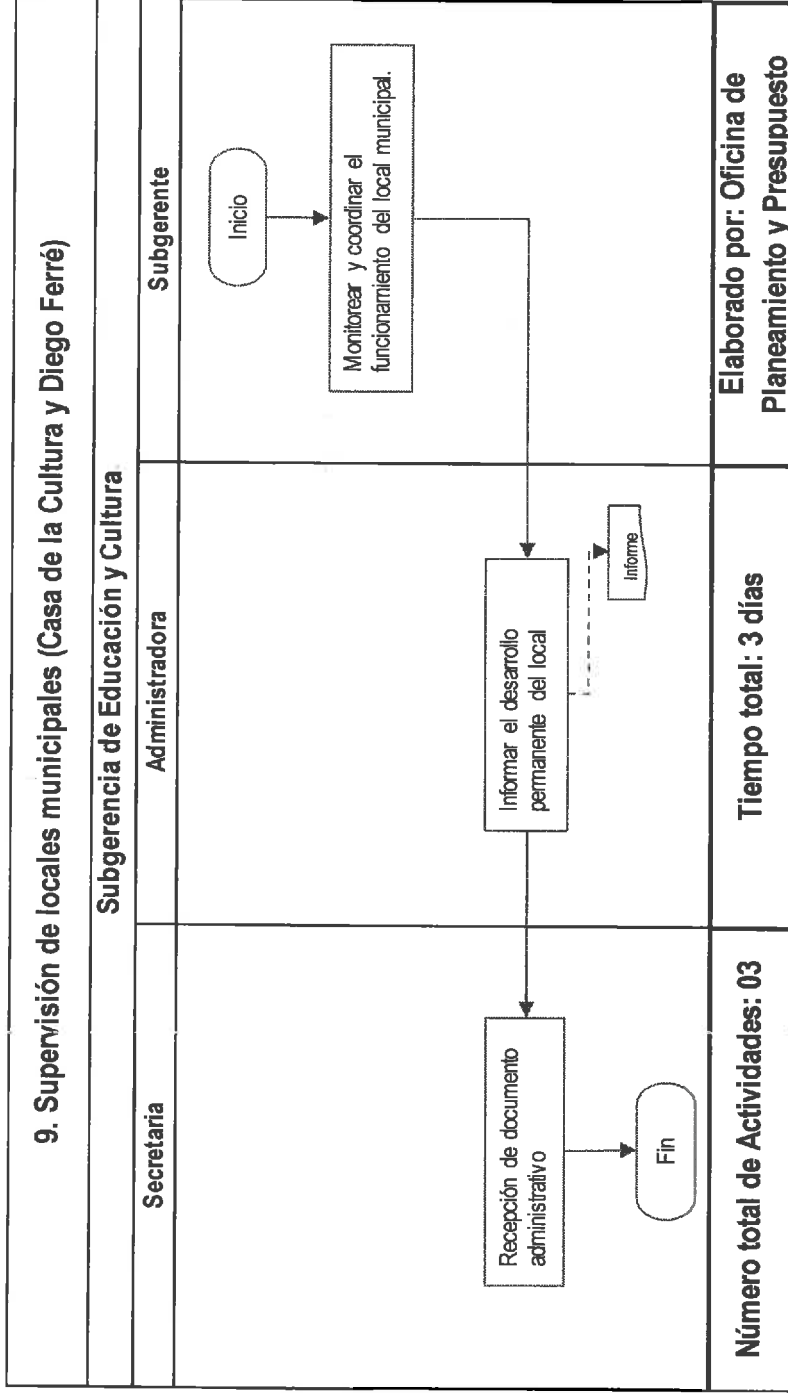 9. Supervisión de locales municipales (Casa de la Cultura y Diego Ferré)
Subgerencia de Educación y Cultura
Secretaria
Administradora
Subgerente
Inicio
Monitorear y coordinar el
funcionamiento del local municipal.
Informar el desarrollo
permanente del local
Informe
Recepción de documento
administrativo
Fin
Número total de Actividades: 03
Tiempo total: 3 días
Elaborado por: Oficina de
Planeamiento y Presupuesto